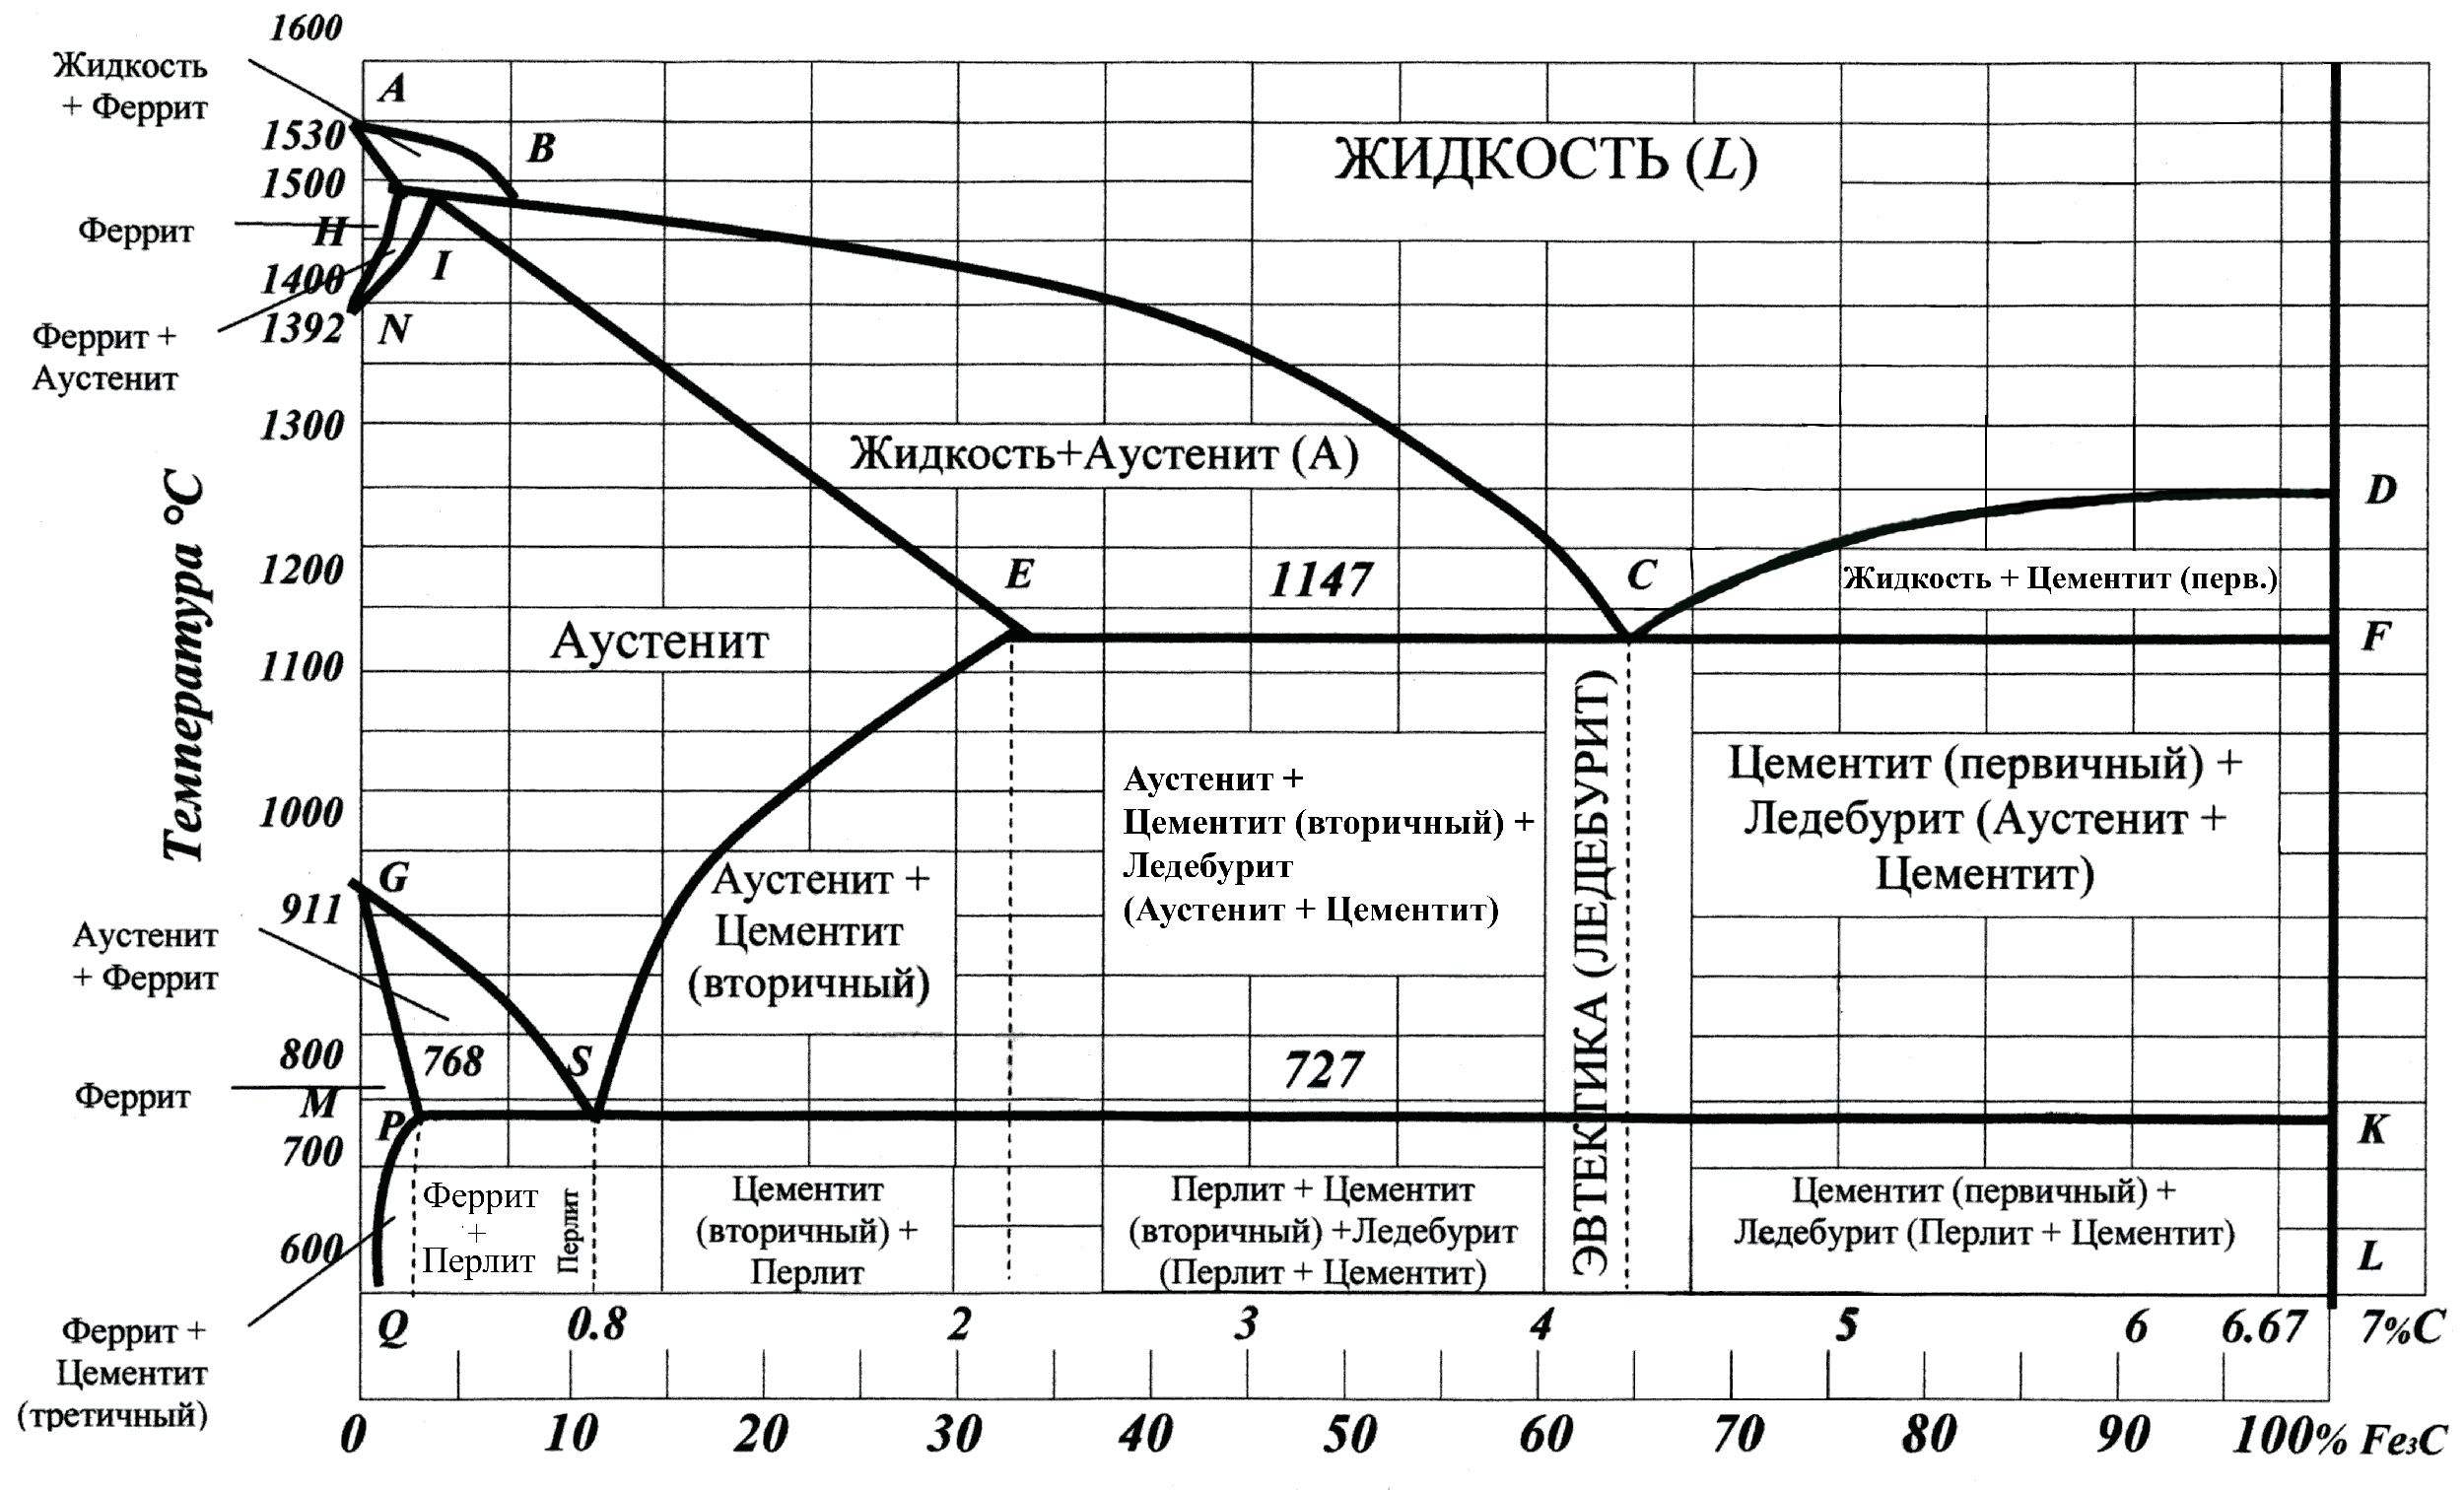 1600
Жидкость
+ Феррит
A
1530
B
ЖИДКОСТЬ (L)
1500
Феррит
H
I
1400
1392
N
Феррит +
Аустенит
1300
Жидкость+Аустенит (А)
Температура °C
D
1200
E
1147
C
Жидкость + Цементит (перв.)
Аустенит
F
1100
ЭВТЕКТИКА (ЛЕДЕБУРИТ)
Аустенит +
Цементит (вторичный) +
Ледебурит
(Аустенит + Цементит)
Цементит (первичный) +
Ледебурит (Аустенит +
Цементит)
1000
G
911
Аустенит +
Цементит
(вторичный)
Аустенит
+ Феррит
800
768
S
727
Феррит
M
P
K
700
Феррит
+
Перлит
Перлит
Цементит
(вторичный) +
Перлит
Перлит + Цементит
(вторичный) +Ледебурит
(Перлит + Цементит)
Цементит (первичный) +
Ледебурит (Перлит + Цементит)
600
L
Феррит +
Цементит
(третичный)
Q 0.8 2 3 4 5 6 6.67 7%C
0 10 20 30 40 50 60 70 80 90 100% Fe₃C